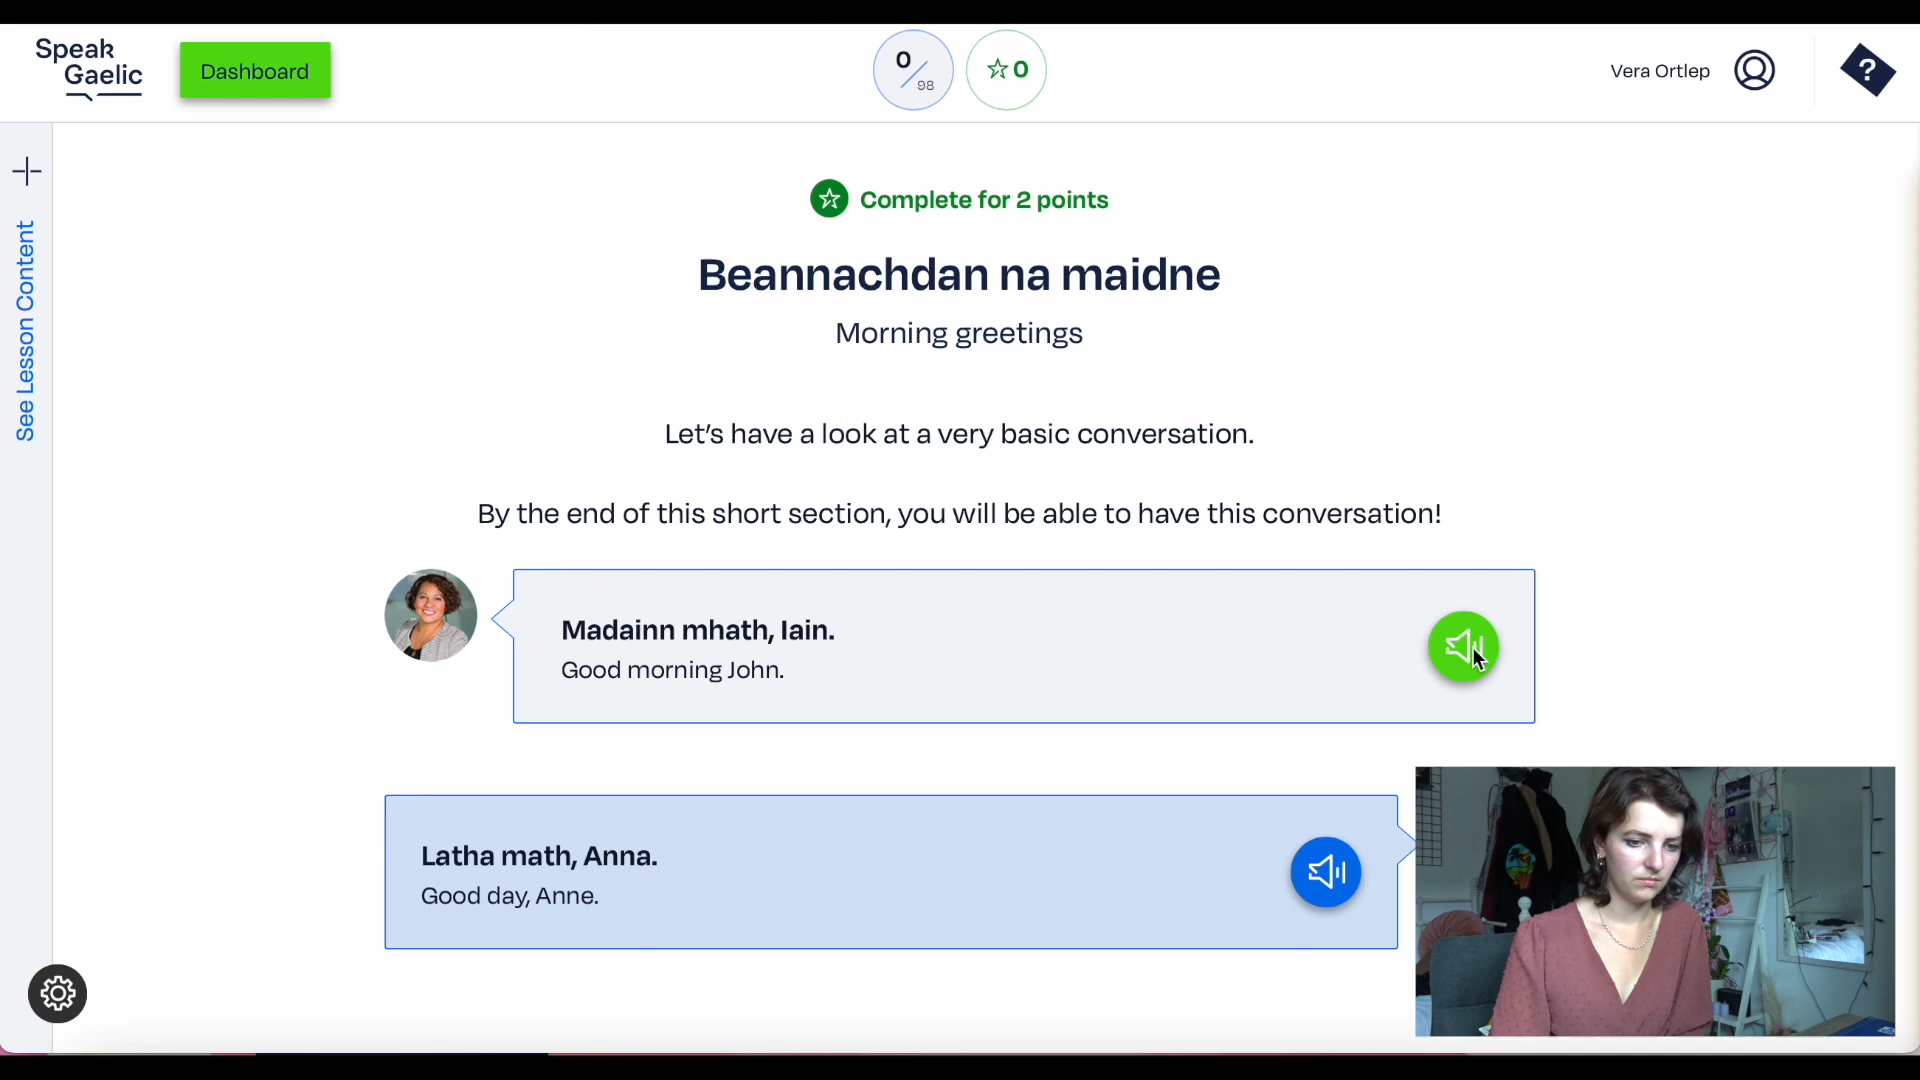 Speak
Gaelic
Dashboard
0/98
0
Vera Ortlep
?
See Lesson Content
Complete for 2 points
Beannachdan na maidne
Morning greetings
Let's have a look at a very basic conversation.
By the end of this short section, you will be able to have this conversation!
Madainn mhath, Iain.
Good morning John.
Latha math, Anna.
Good day, Anne.